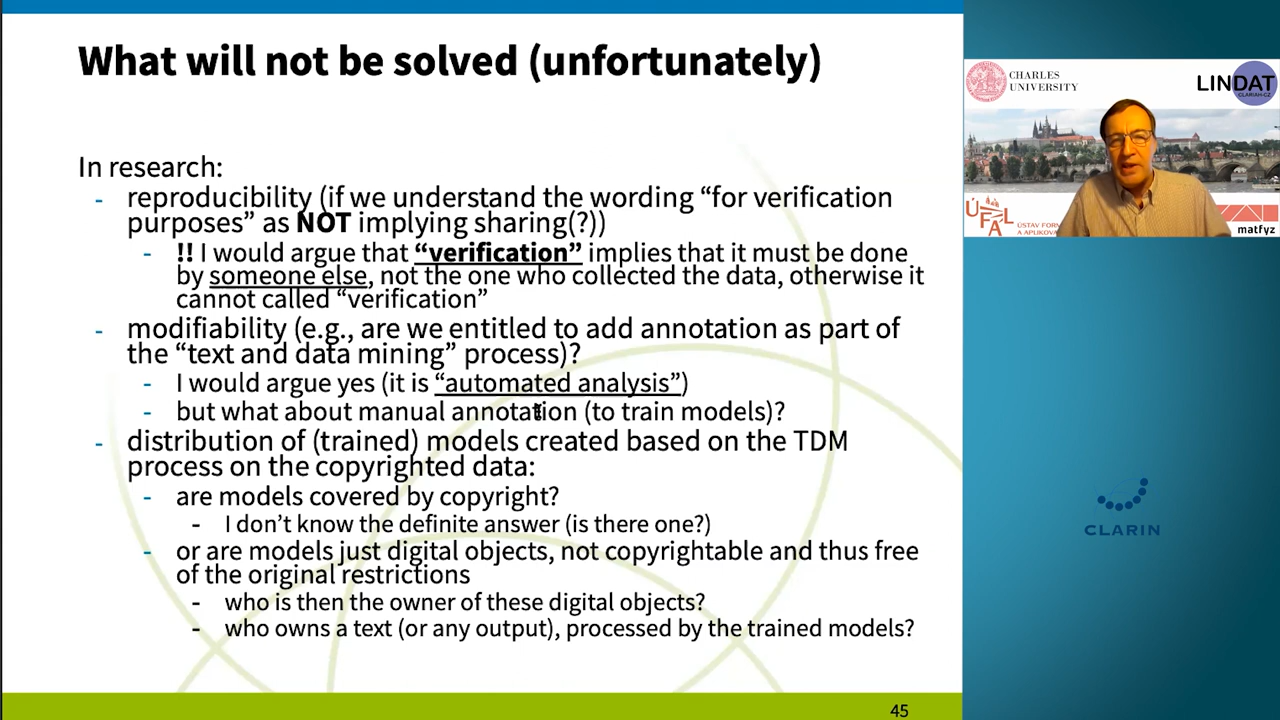 What will not be solved (unfortunately)
In research:
- reproducibility (if we understand the wording “for verification
purposes” as NOT implying sharing(?))
- !! I would argue that “verification” implies that it must be done
by someone else, not the one who collected the data, otherwise it
cannot called “verification”
- modifiability (e.g., are we entitled to add annotation as part of
the “text and data mining” process)?
- I would argue yes (it is “automated analysis”)
- but what about manual annotation (to train models)?
- distribution of (trained) models created based on the TDM
process on the copyrighted data:
- are models covered by copyright?
- I don’t know the definite answer (is there one?)
- or are models just digital objects, not copyrightable and thus free
of the original restrictions
- who is then the owner of these digital objects?
- who owns a text (or any output), processed by the trained models?
45
CHARLES
UNIVERSITY
LINDAT
CLARIAH-CZ
ÚFAL
ÚSTAV FORM
A APLIKOVA
matfyz
CLARIN